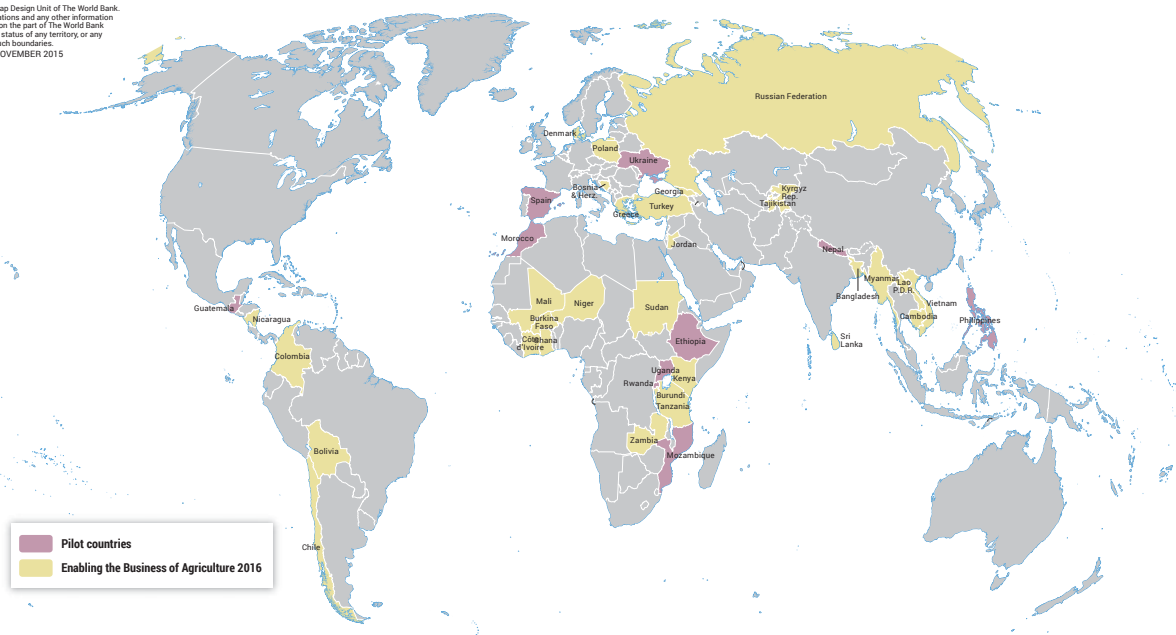 ap Design Unit of The World Bank.
ations and any other information
on the part of The World Bank
status of any territory, or any
uch boundaries.
OVEMBER 2015
Russian Federation
Denmark
Poland
Ukraine
Bosnia
& Herz.
Georgia
Kyrgyz
Rep.
Tajikistan
Spain
Greece
Turkey
Morocco
Jordan
Nepal
Myanmar
Lao
P.D.R.
Bangladesh
Vietnam
Guatemala
Nicaragua
Mali
Niger
Sudan
Burkina
Faso
Cambodia
Philippines
Côte
d'Ivoire
Ghana
Ethiopia
Sri
Lanka
Colombia
Uganda
Kenya
Rwanda
Burundi
Tanzania
Zambia
Bolivia
Mozambique
Chile
Pilot countries
Enabling the Business of Agriculture 2016